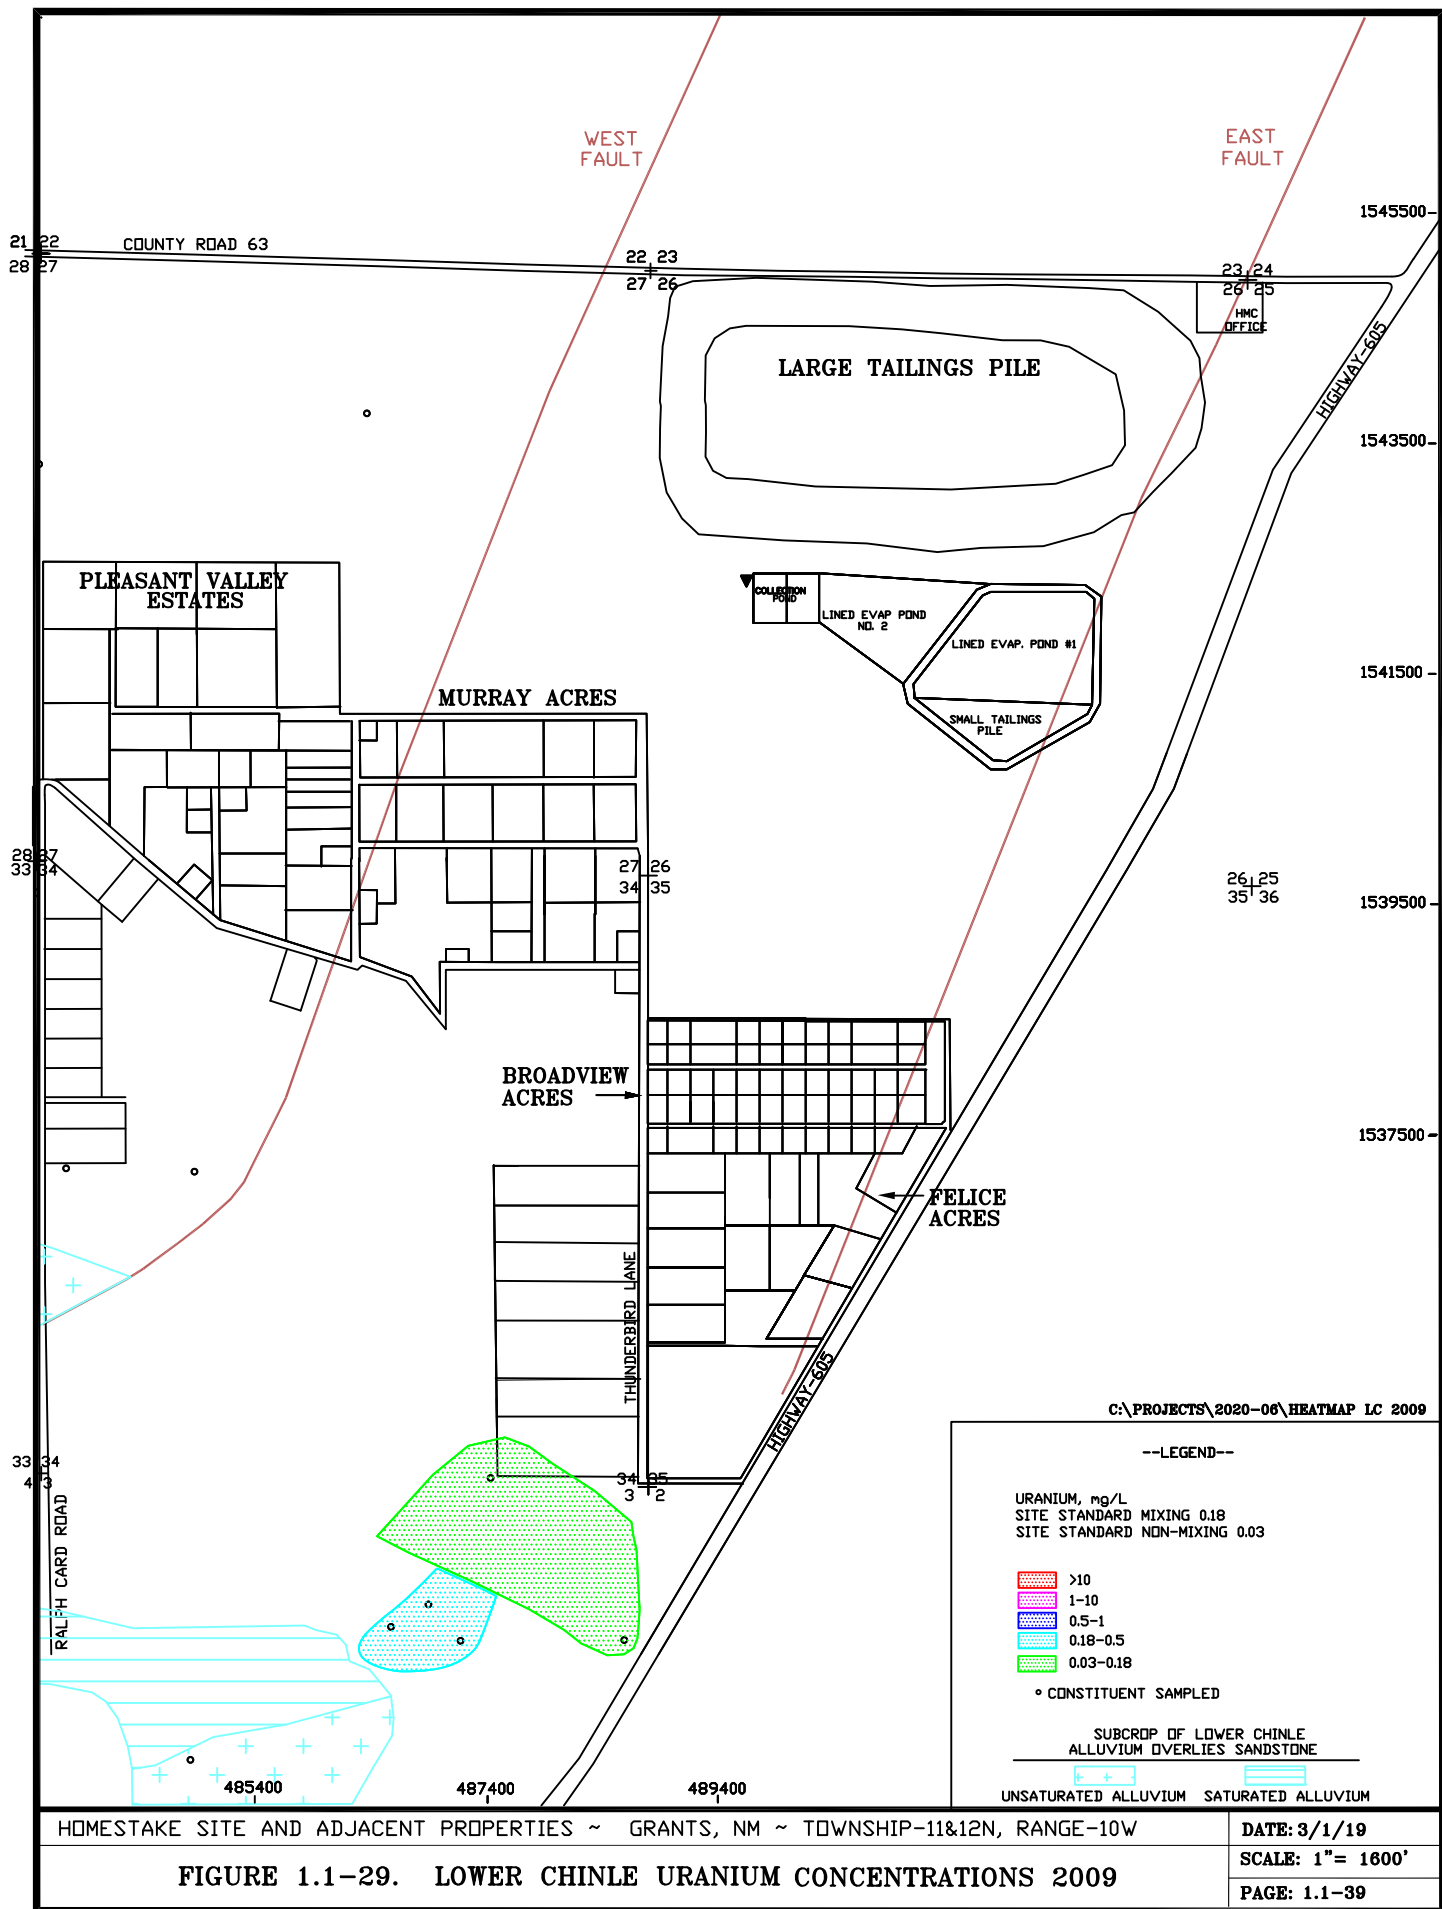 WEST
FAULT
EAST
FAULT
1545500
21 22
28 27
COUNTY ROAD 63
22 23
27 26
23 24
26 25
HMC
OFFICE
HIGHWAY-605
LARGE TAILINGS PILE
1543500
PLEASANT VALLEY
ESTATES
COLLECTION
POND
LINED EVAP POND
NO. 2
LINED EVAP. POND #1
1541500
MURRAY ACRES
SMALL TAILINGS
PILE
28 27
33 34
27 26
34 35
26 25
35 36
1539500
BROADVIEW
ACRES
1537500
FELICE
ACRES
THUNDERBIRD LANE
HIGHWAY-605
C:\PROJECTS\2020-06\HEATMAP LC 2009
--LEGEND--
33 34
4 3
34 35
3 2
RALPH CARD ROAD
URANIUM, mg/L
SITE STANDARD MIXING 0.18
SITE STANDARD NON-MIXING 0.03
>10
1-10
0.5-1
0.18-0.5
0.03-0.18
CONSTITUENT SAMPLED
SUBCROP OF LOWER CHINLE
ALLUVIUM OVERLIES SANDSTONE
UNSATURATED ALLUVIUM SATURATED ALLUVIUM
485400
487400
489400
HOMESTAKE SITE AND ADJACENT PROPERTIES ~ GRANTS, NM ~ TOWNSHIP-11&12N, RANGE-10W
DATE: 3/1/19
FIGURE 1.1-29. LOWER CHINLE URANIUM CONCENTRATIONS 2009
SCALE: 1"= 1600'
PAGE: 1.1-39